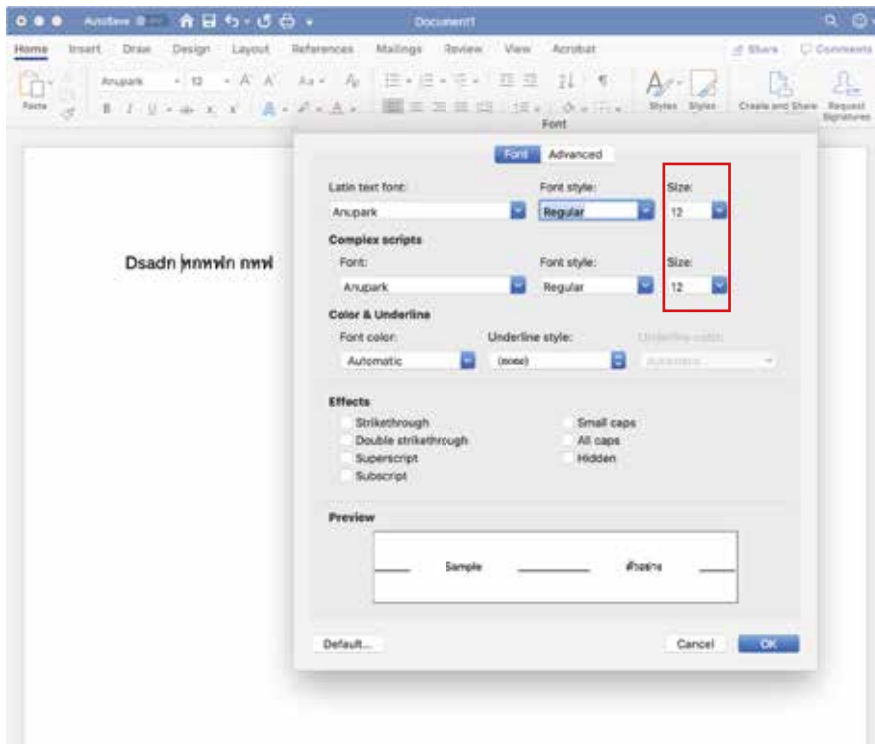 AutoSave
Document1
Home Insert Draw Design Layout References Mailings Review View Acrobat Share Comments
Paste
Anupark 12
Styles Styles Create and Share Request Signatures
Font
Font Advanced
Latin text font: Font style: Size:
Anupark Regular 12
Complex scripts
Font: Font style: Size:
Anupark Regular 12
Color & Underline
Font color: Underline style: Underline color:
Automatic (none) Automatic
Effects
Strikethrough Small caps
Double strikethrough All caps
Superscript Hidden
Subscript
Preview
Sample ตัวอย่าง
Default... Cancel OK
Dsadn